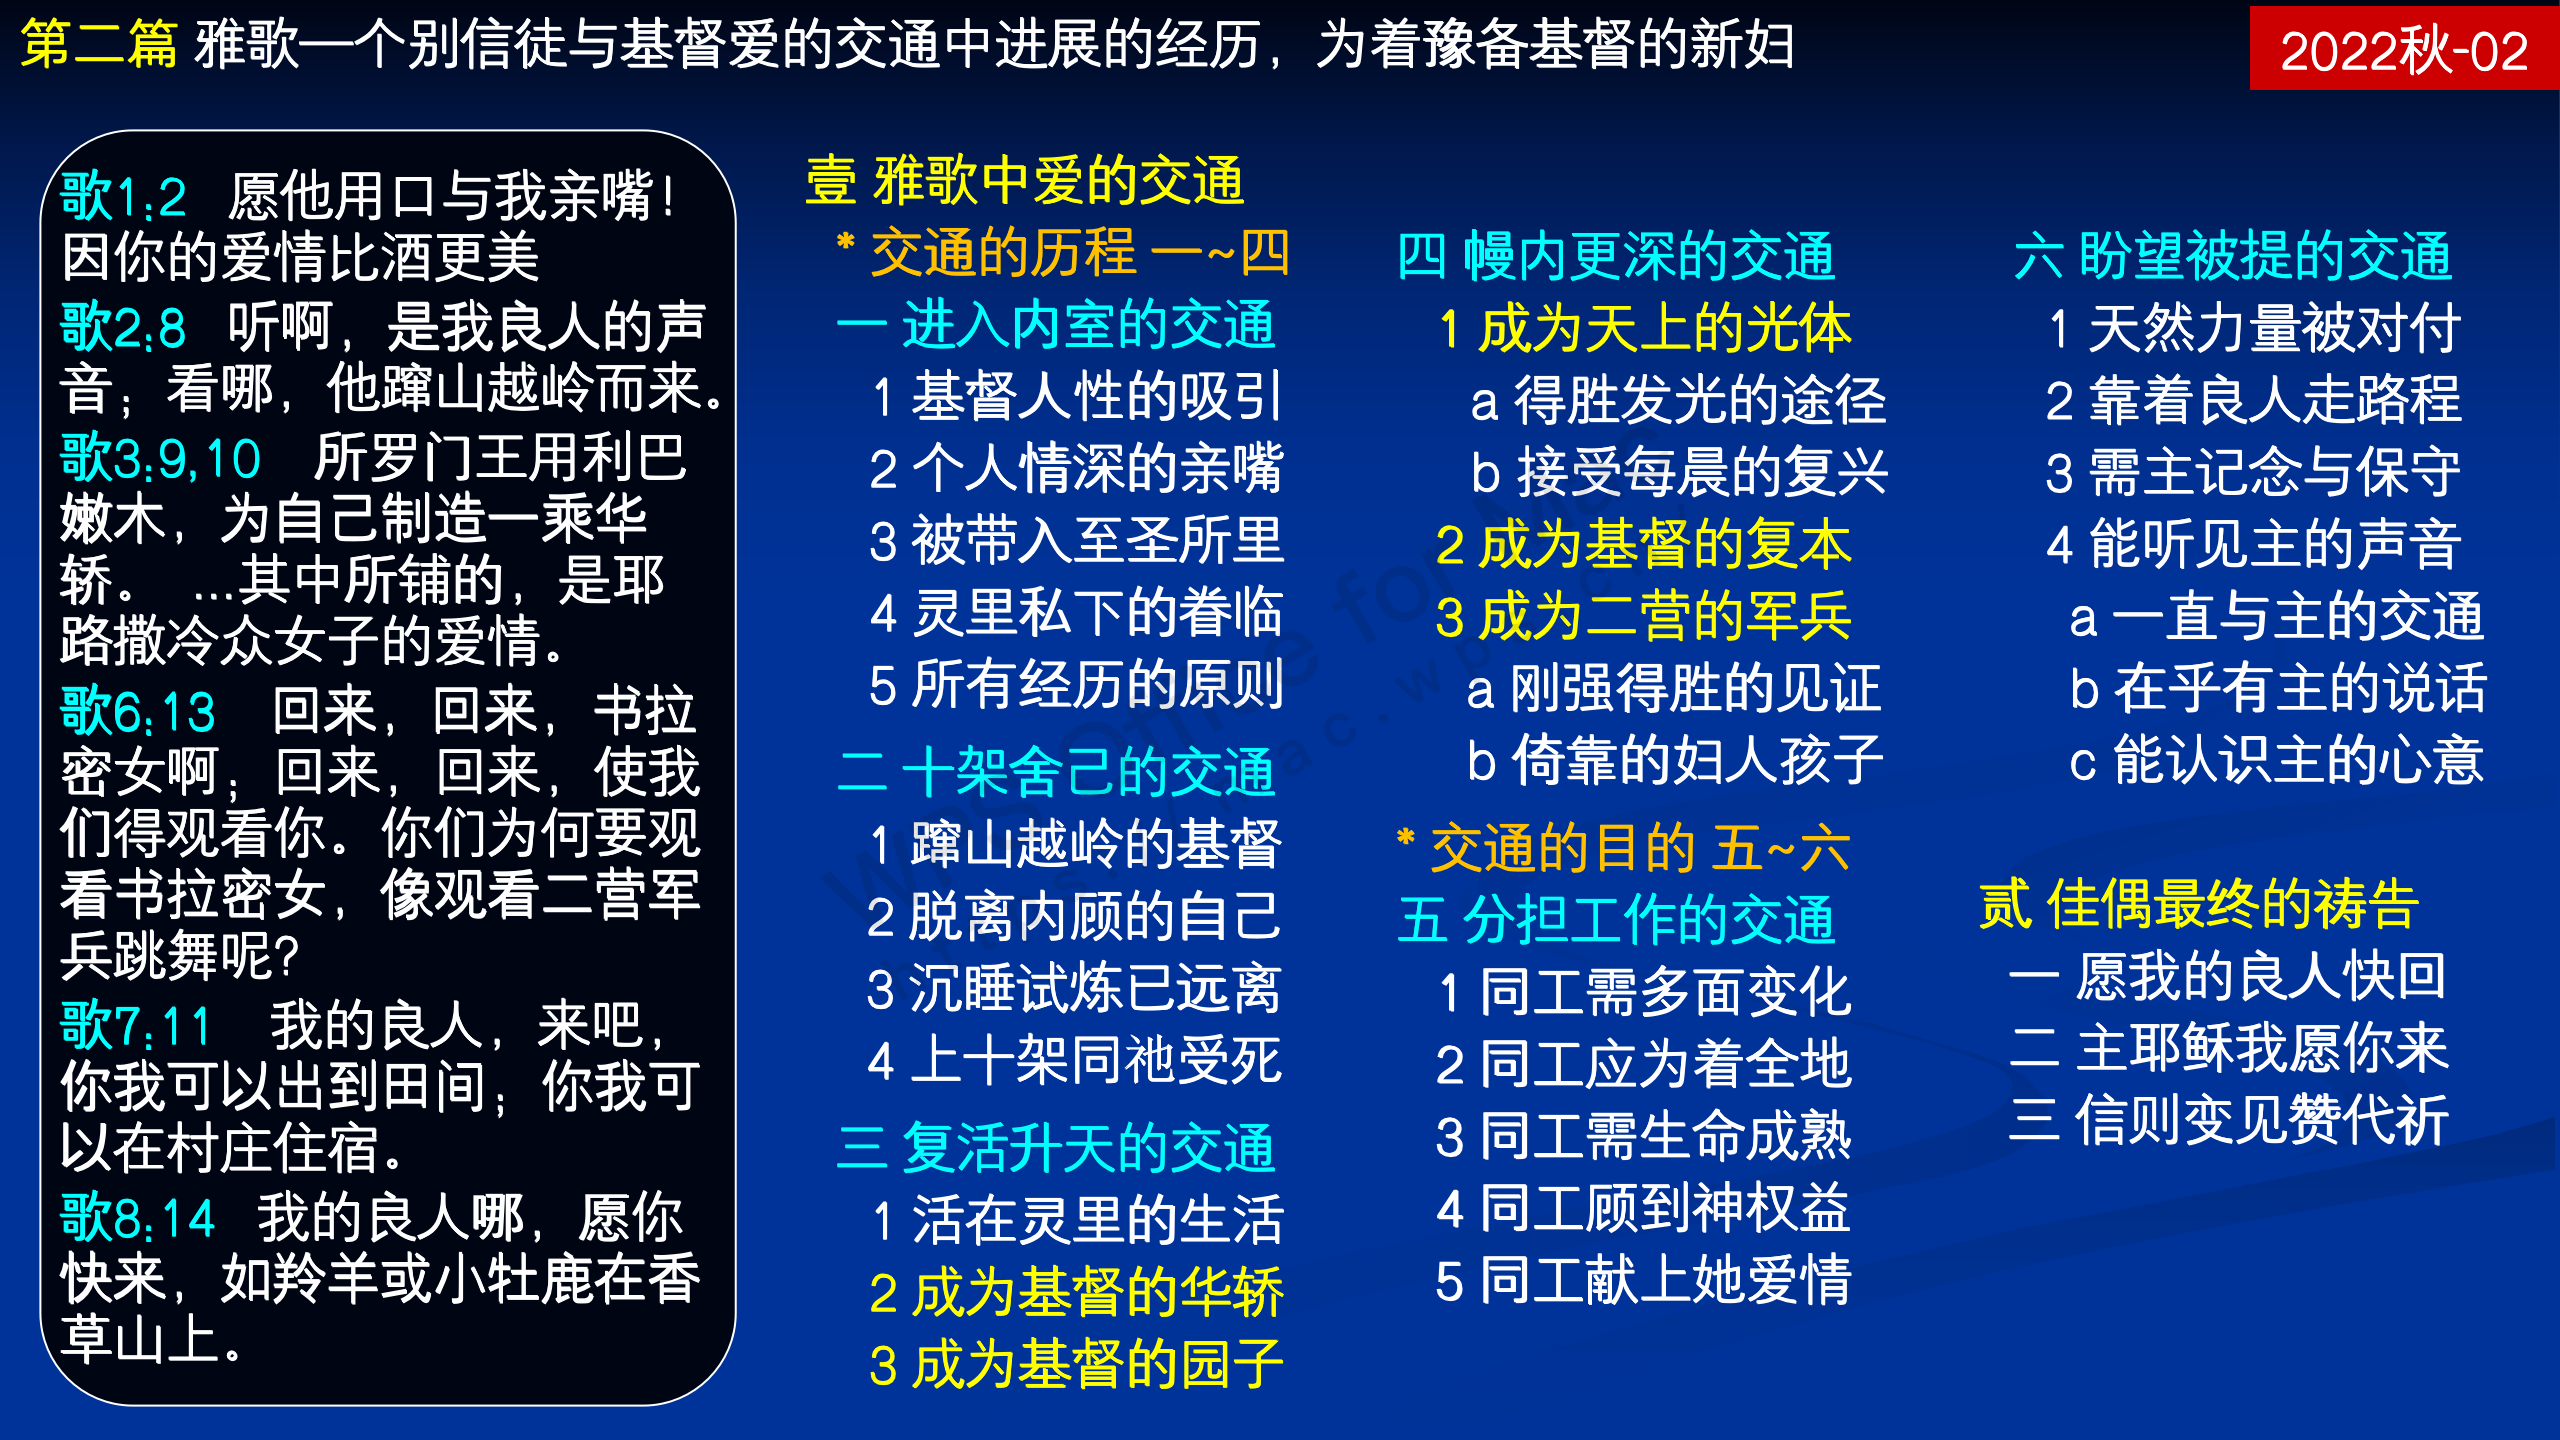 第二篇 雅歌—个别信徒与基督爱的交通中进展的经历，为着豫备基督的新妇
2022秋-02
歌1:2 愿他用口与我亲嘴！
因你的爱情比酒更美
歌2:8 听啊，是我良人的声
音；看哪，他蹿山越岭而来。
歌3:9,10 所罗门王用利巴
嫩木，为自己制造一乘华
轿。 …其中所铺的，是耶
路撒冷众女子的爱情。
歌6:13 回来，回来，书拉
密女啊；回来，回来，使我
们得观看你。你们为何要观
看书拉密女，像观看二营军
兵跳舞呢？
歌7:11 我的良人，来吧，
你我可以出到田间；你我可
以在村庄住宿。
歌8:14 我的良人哪，愿你
快来，如羚羊或小牡鹿在香
草山上。
壹 雅歌中爱的交通
* 交通的历程 一~四
一 进入内室的交通
1 基督人性的吸引
2 个人情深的亲嘴
3 被带入至圣所里
4 灵里私下的眷临
5 所有经历的原则
二 十架舍己的交通
1 蹿山越岭的基督
2 脱离内顾的自己
3 沉睡试炼已远离
4 上十架同祂受死
三 复活升天的交通
1 活在灵里的生活
2 成为基督的华轿
3 成为基督的园子
四 幔内更深的交通
1 成为天上的光体
a 得胜发光的途径
b 接受每晨的复兴
2 成为基督的复本
3 成为二营的军兵
a 刚强得胜的见证
b 倚靠的妇人孩子
* 交通的目的 五~六
五 分担工作的交通
1 同工需多面变化
2 同工应为着全地
3 同工需生命成熟
4 同工顾到神权益
5 同工献上她爱情
六 盼望被提的交通
1 天然力量被对付
2 靠着良人走路程
3 需主记念与保守
4 能听见主的声音
a 一直与主的交通
b 在乎有主的说话
c 能认识主的心意
贰 佳偶最终的祷告
一 愿我的良人快回
二 主耶稣我愿你来
三 信则变见赞代祈
WPS Office for Mac